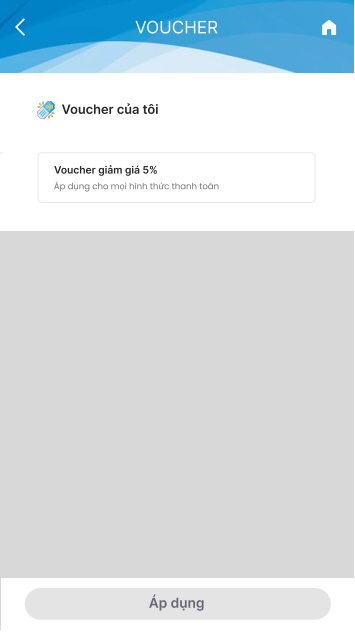 VOUCHER
Voucher của tôi
Voucher giảm giá 5%
Áp dụng cho mọi hình thức thanh toán
Áp dụng